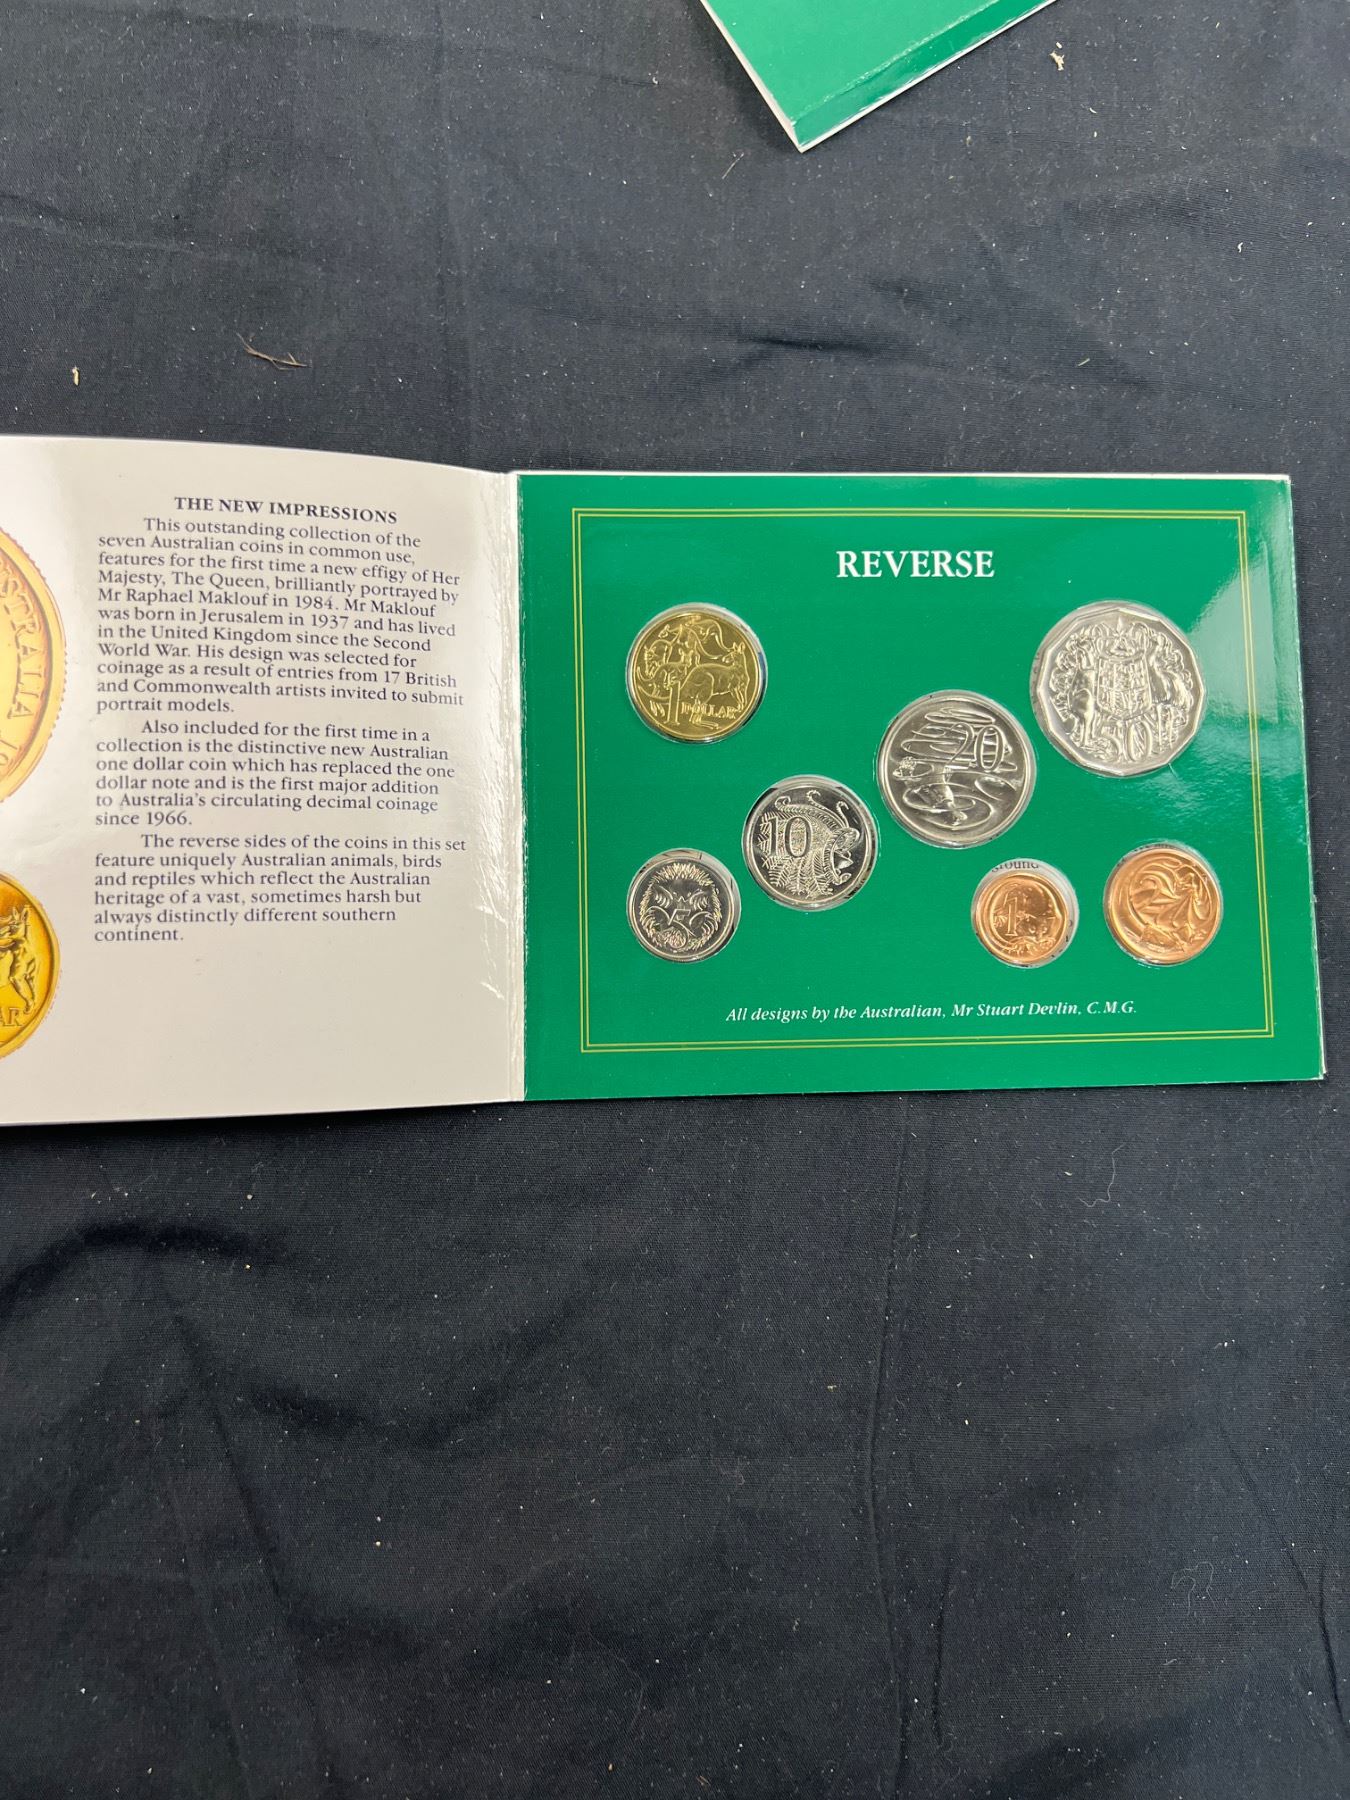 THE NEW IMPRESSIONS
This outstanding collection of the
seven Australian coins in common use,
features for the first time a new effigy of Her
Majesty, The Queen, brilliantly portrayed by
Mr Raphael Maklouf in 1984. Mr Maklouf
was born in Jerusalem in 1937 and has lived
in the United Kingdom since the Second
World War. His design was selected for
coinage as a result of entries from 17 British
and Commonwealth artists invited to submit
portrait models.
Also included for the first time in a
collection is the distinctive new Australian
one dollar coin which has replaced the one
dollar note and is the first major addition
to Australia's circulating decimal coinage
since 1966.
The reverse sides of the coins in this set
feature uniquely Australian animals, birds
and reptiles which reflect the Australian
heritage of a vast, sometimes harsh but
always distinctly different southern
continent.
REVERSE
1
DOLLAR
50
20
10
5
1
2
All designs by the Australian, Mr Stuart Devlin, C.M.G.